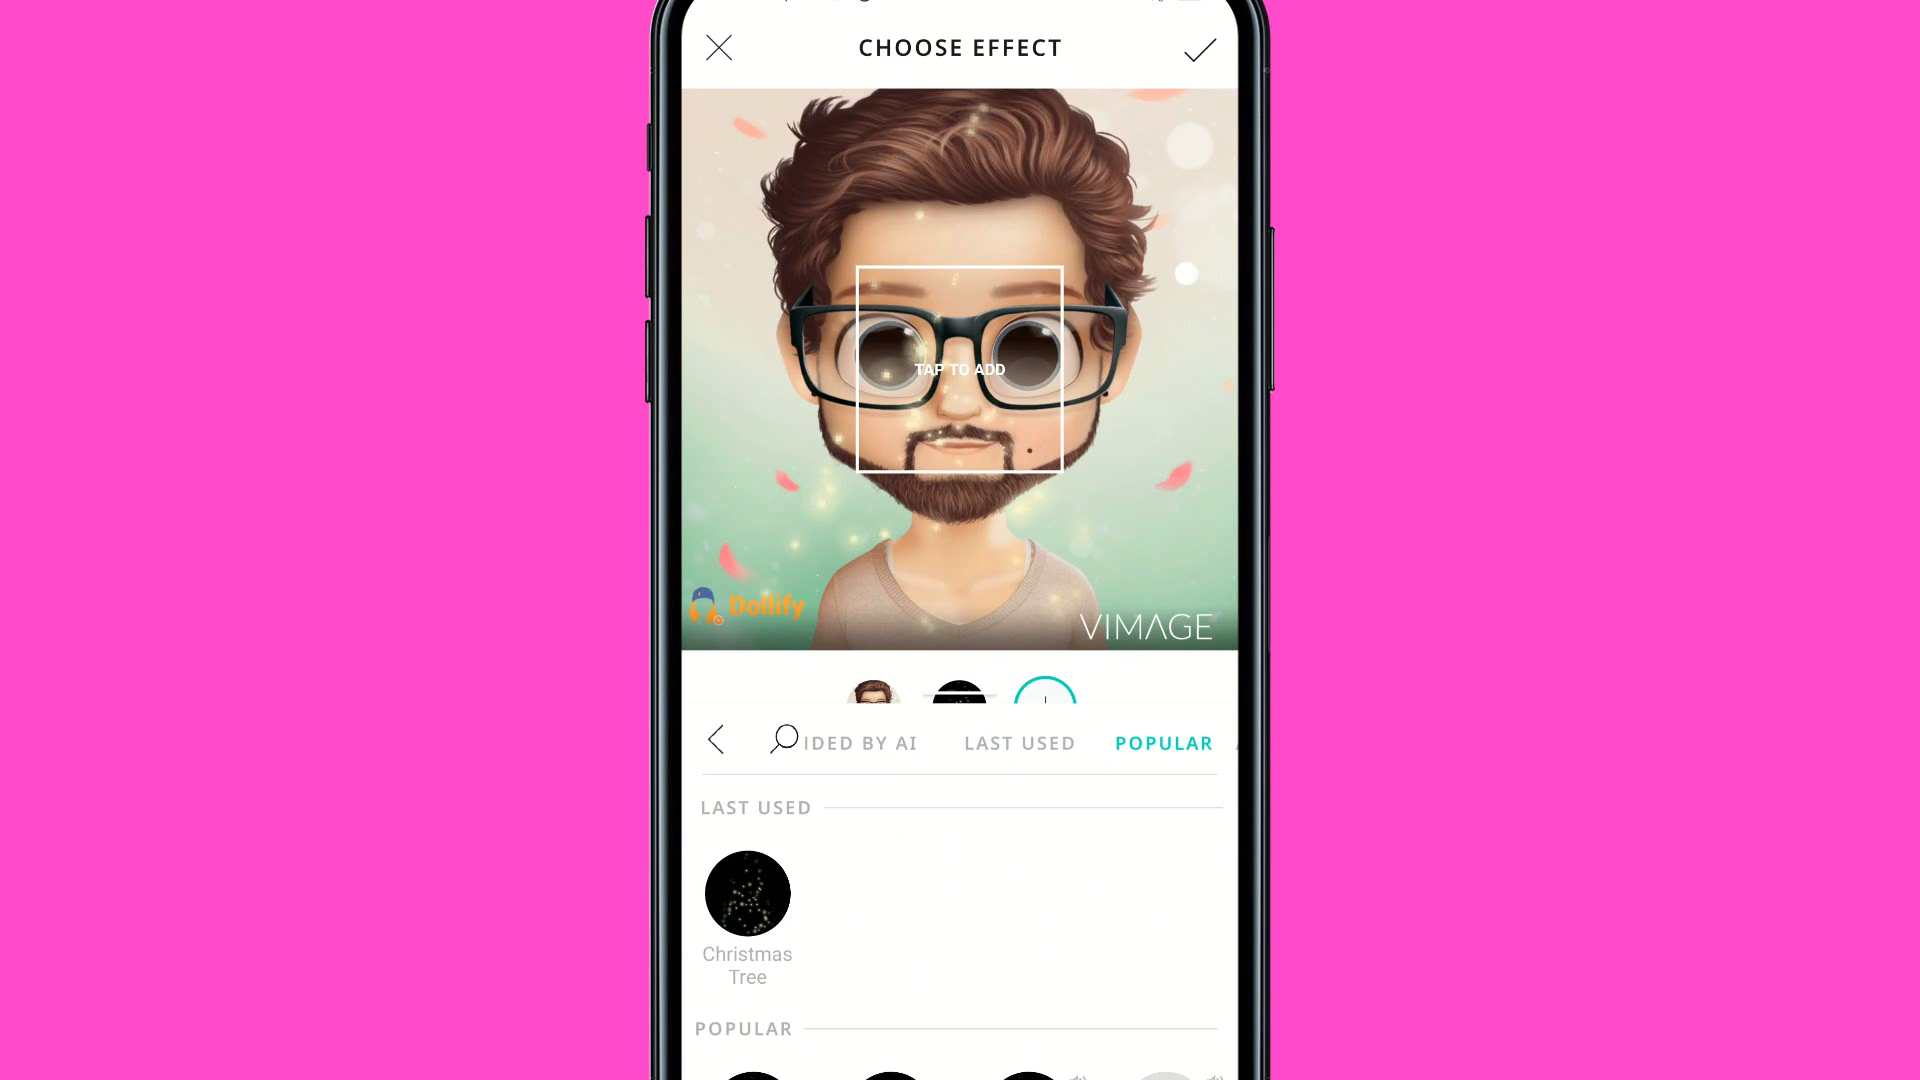 CHOOSE EFFECT
TAP TO ADD
Dollify
VIMAGE
IDED BY AI
LAST USED
POPULAR
LAST USED
Christmas
Tree
POPULAR